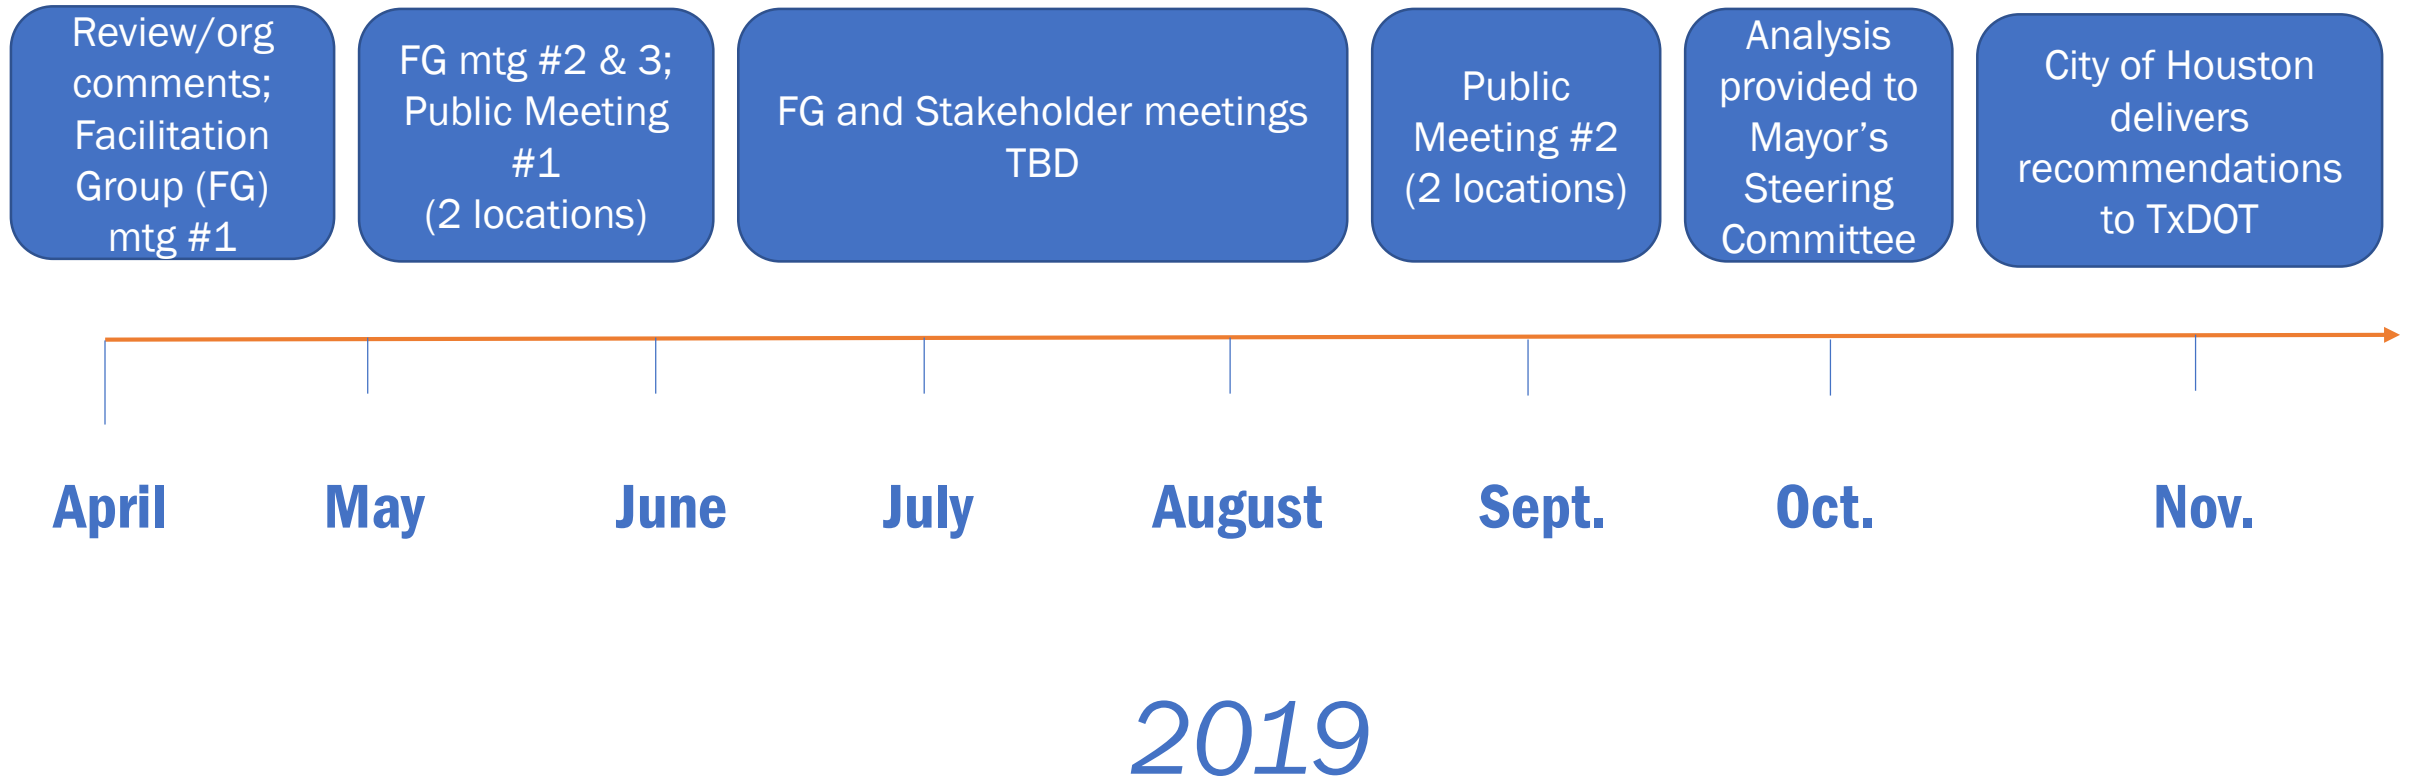 Review/org
comments;
Facilitation
Group (FG)
mtg #1
FG mtg #2 & 3;
Public Meeting
#1
(2 locations)
FG and Stakeholder meetings
TBD
Public
Meeting #2
(2 locations)
Analysis
provided to
Mayor’s
Steering
Committee
City of Houston
delivers
recommendations
to TxDOT
April
May
June
July
August
Sept.
Oct.
Nov.
2019